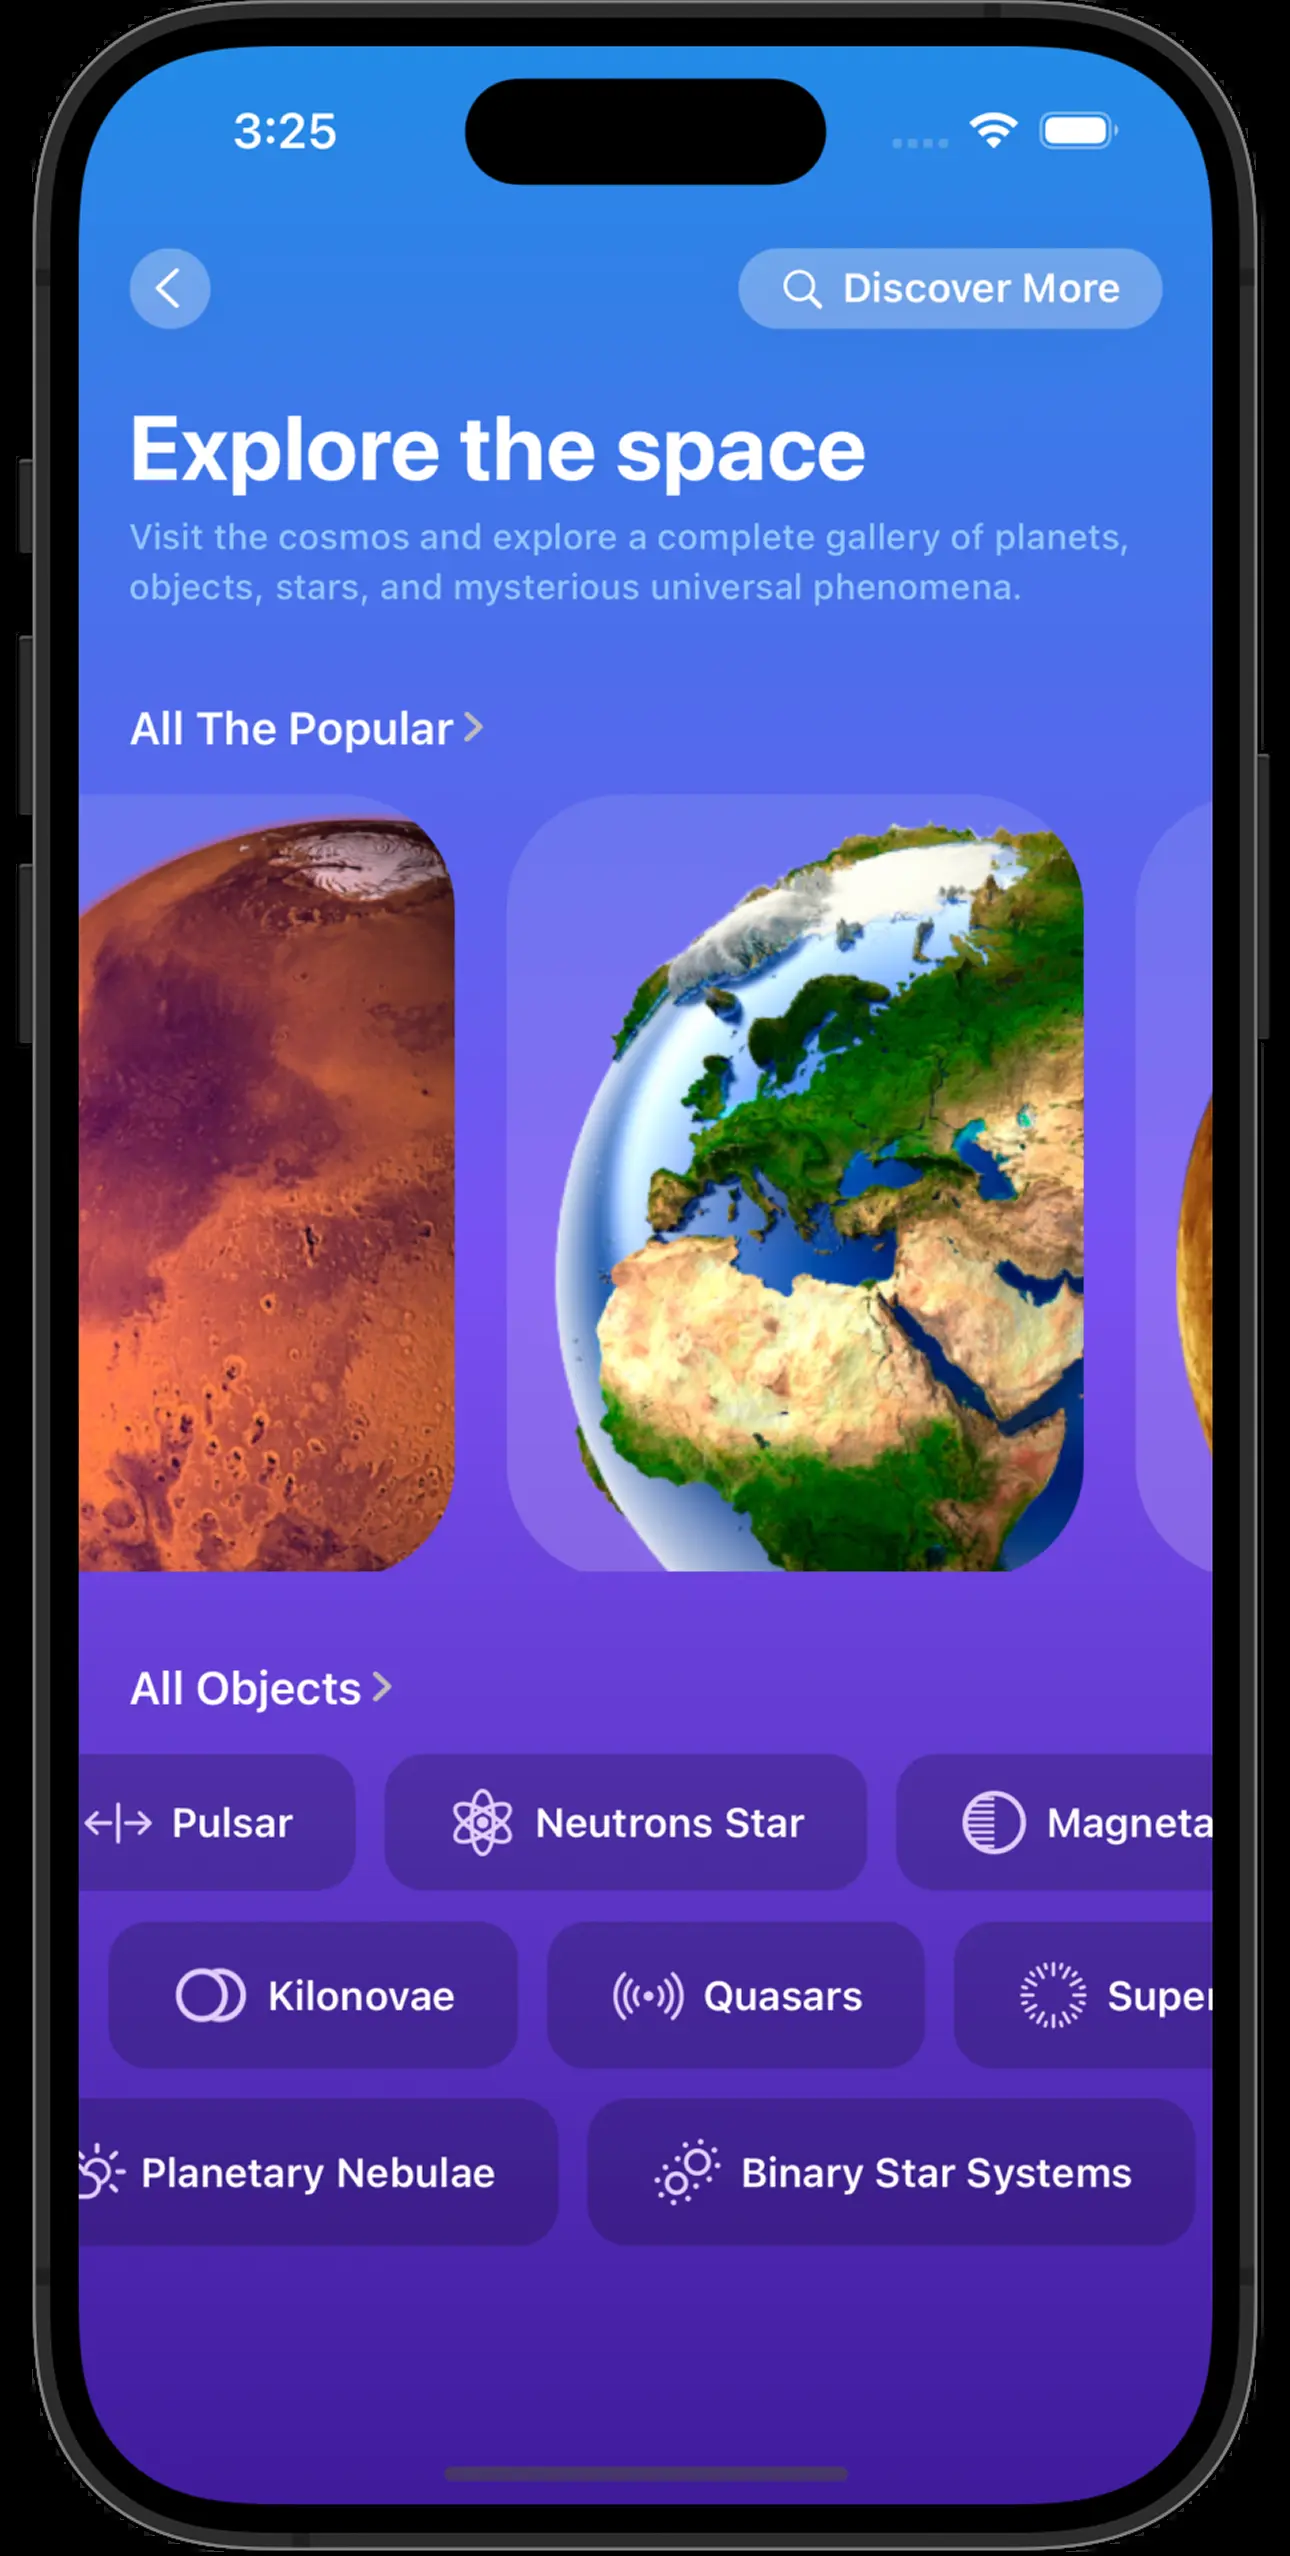 3:25
Discover More
Explore the space
Visit the cosmos and explore a complete gallery of planets,
objects, stars, and mysterious universal phenomena.
All The Popular
All Objects
Pulsar
Neutrons Star
Magneta
Kilonovae
Quasars
Super
Planetary Nebulae
Binary Star Systems